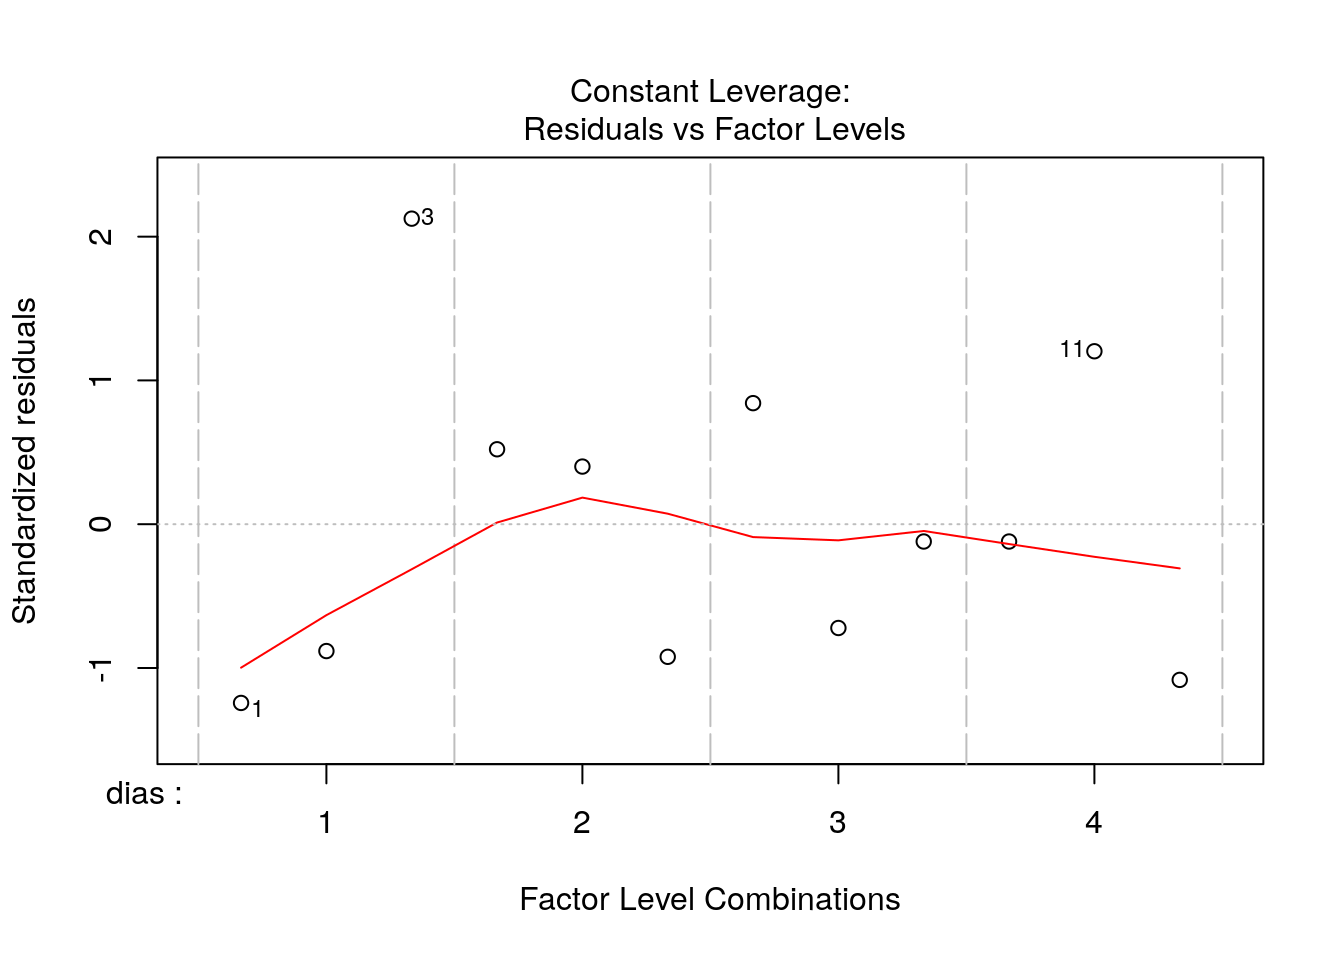 Constant Leverage:
Residuals vs Factor Levels
Standardized residuals
2
1
0
-1
3
11
1
dias :
1 2 3 4
Factor Level Combinations